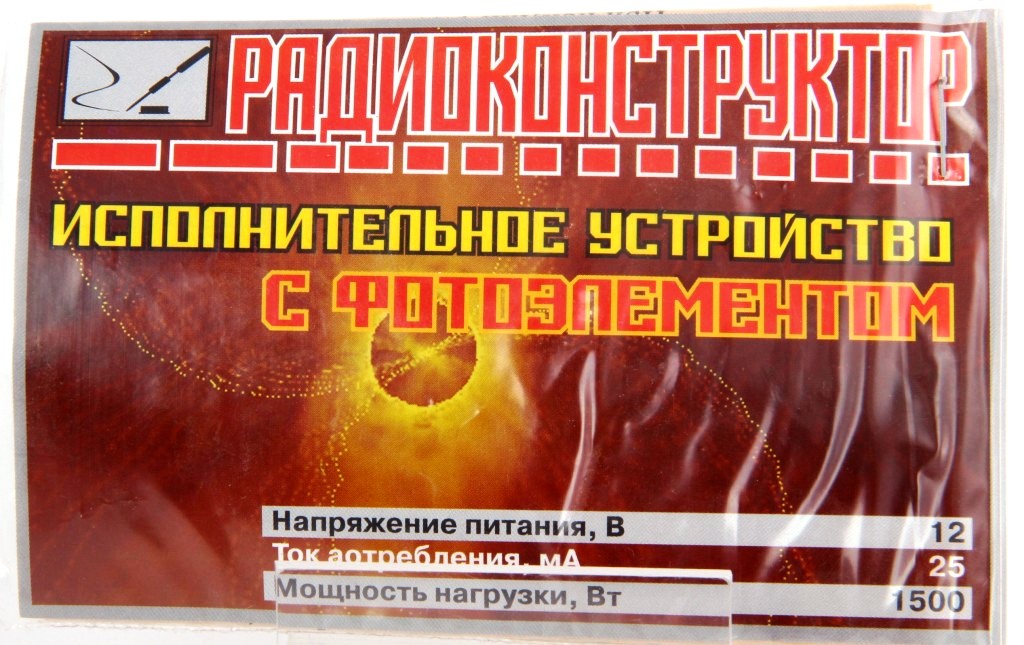 РАДИОКОНСТРУКТОР
ИСПОЛНИТЕЛЬНОЕ УСТРОЙСТВО
С ФОТОЭЛЕМЕНТОМ
Напряжение питания, В 12
Ток аотребления, мА 25
Мощность нагрузки, Вт 1500